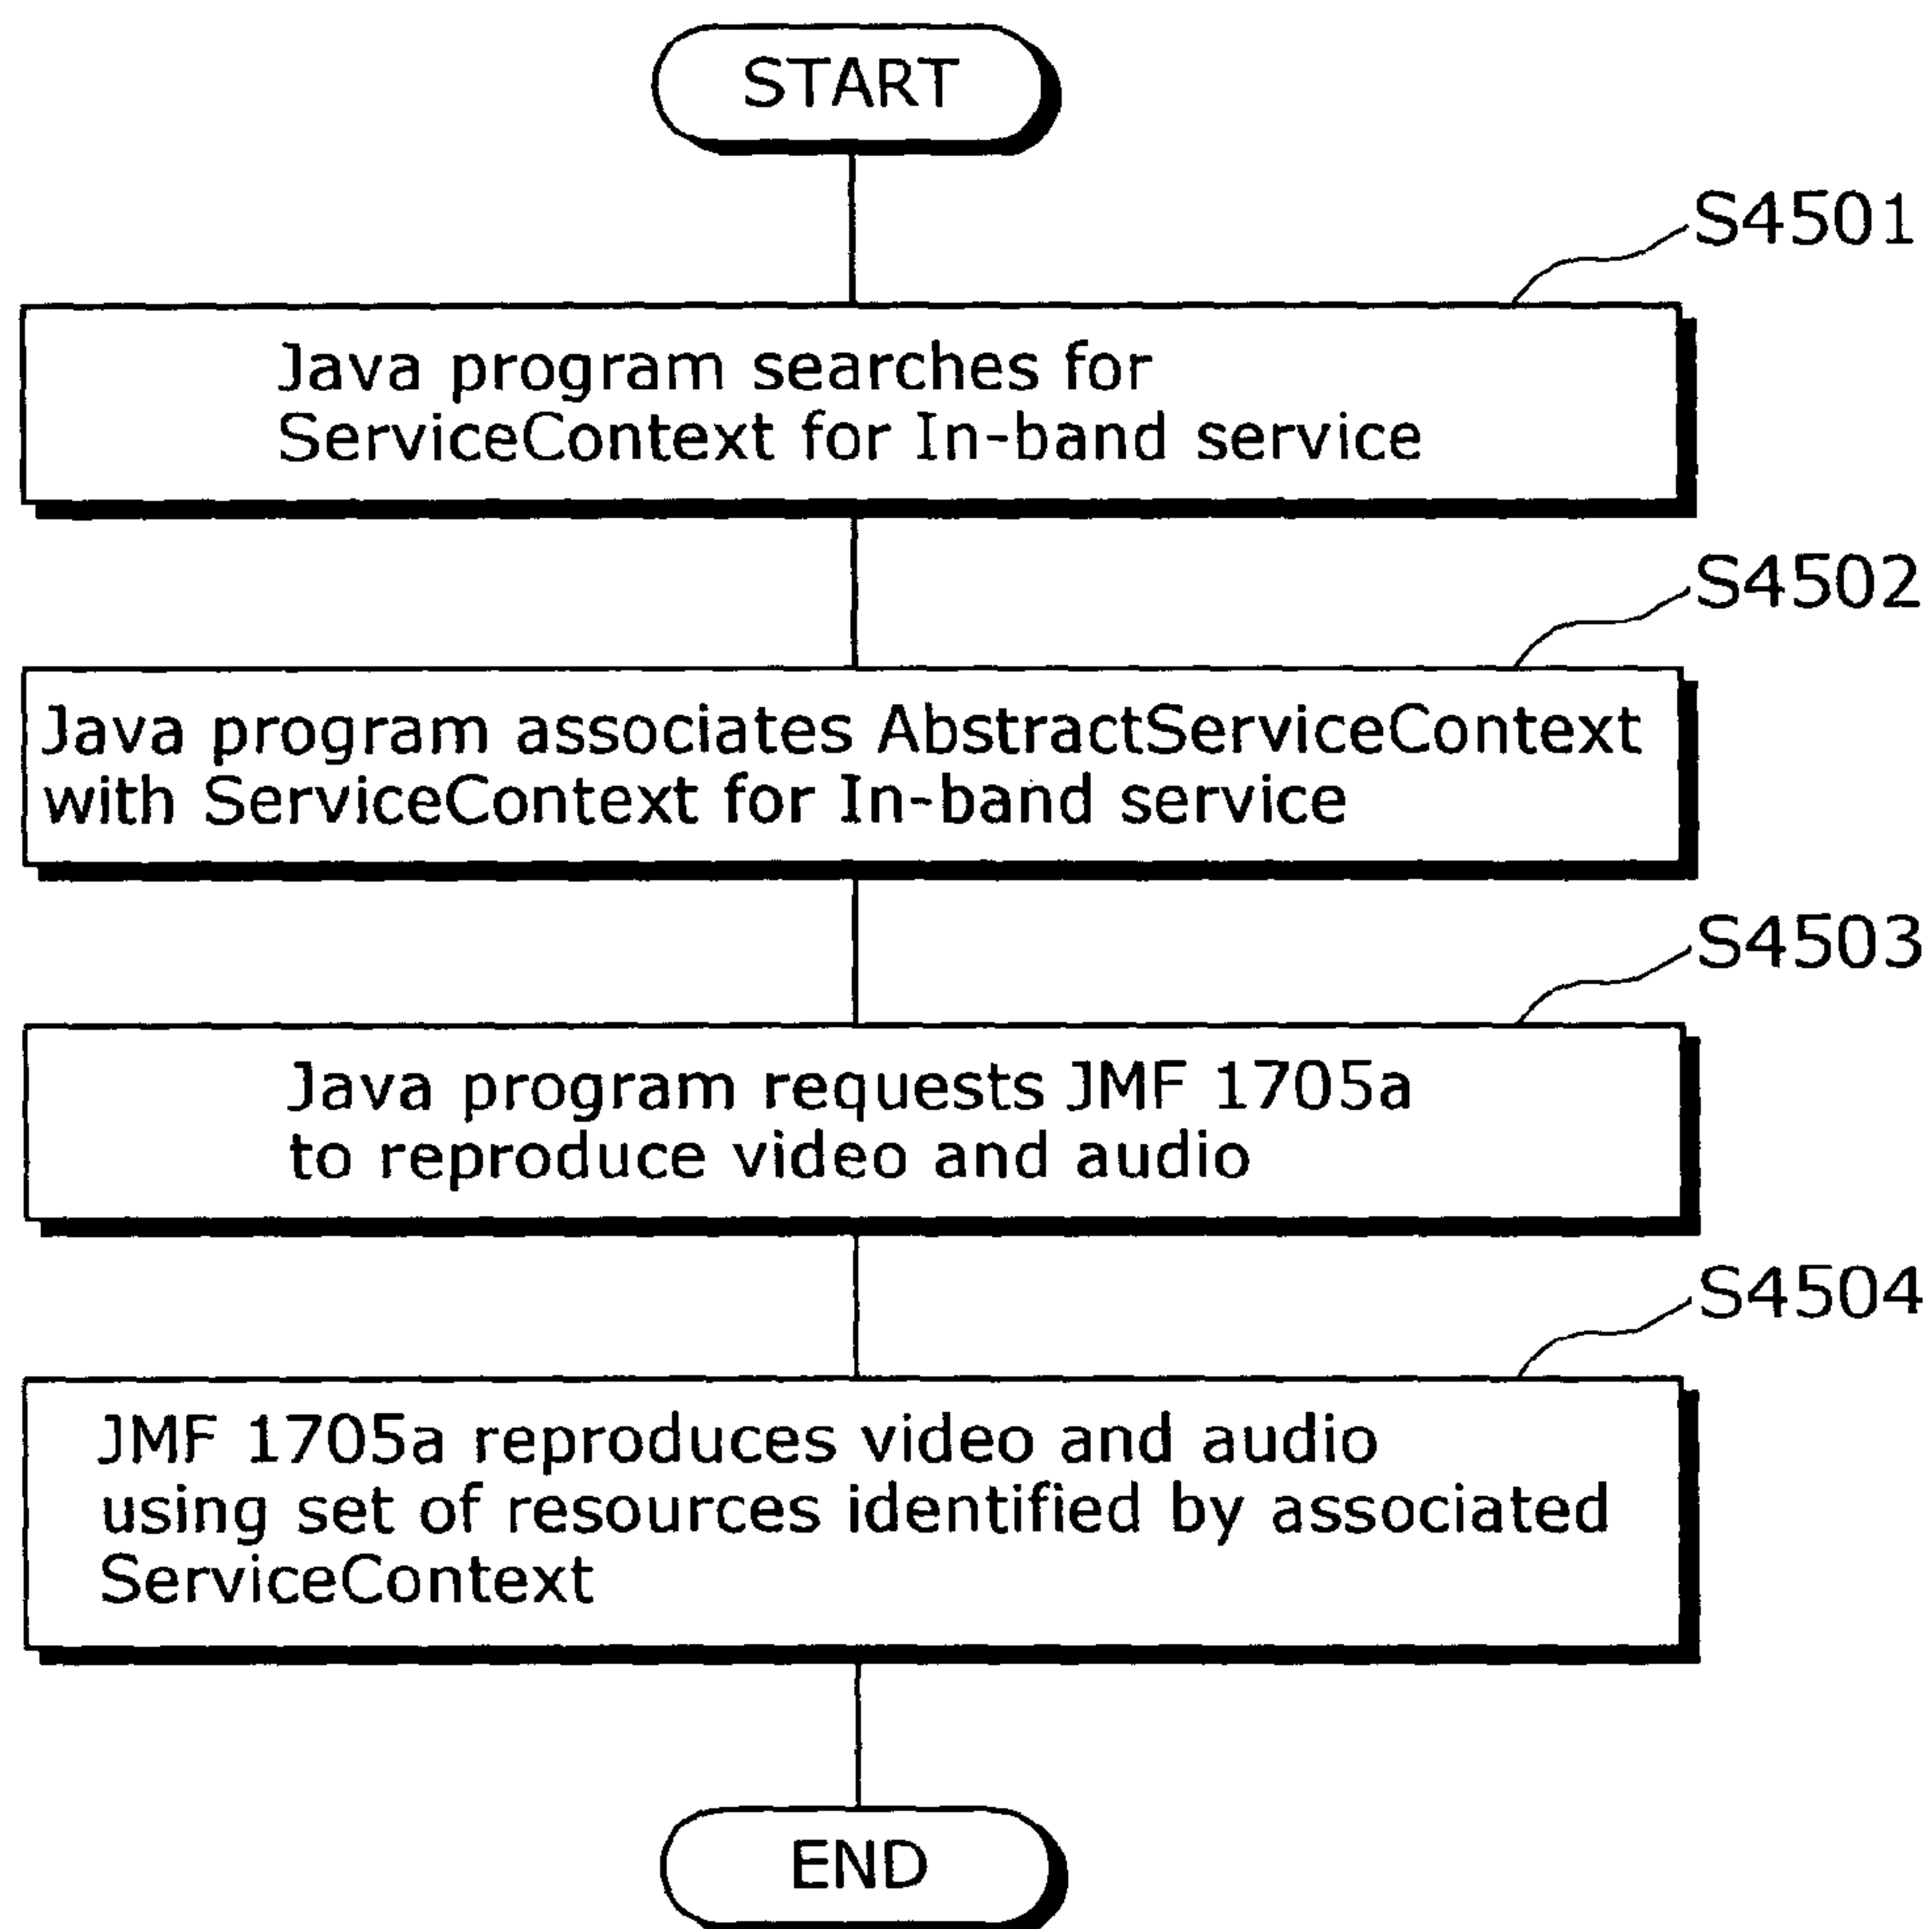 START
S4501
Java program searches for
ServiceContext for In-band service
S4502
Java program associates AbstractServiceContext
with ServiceContext for In-band service
S4503
Java program requests JMF 1705a
to reproduce video and audio
S4504
JMF 1705a reproduces video and audio
using set of resources identified by associated
ServiceContext
END